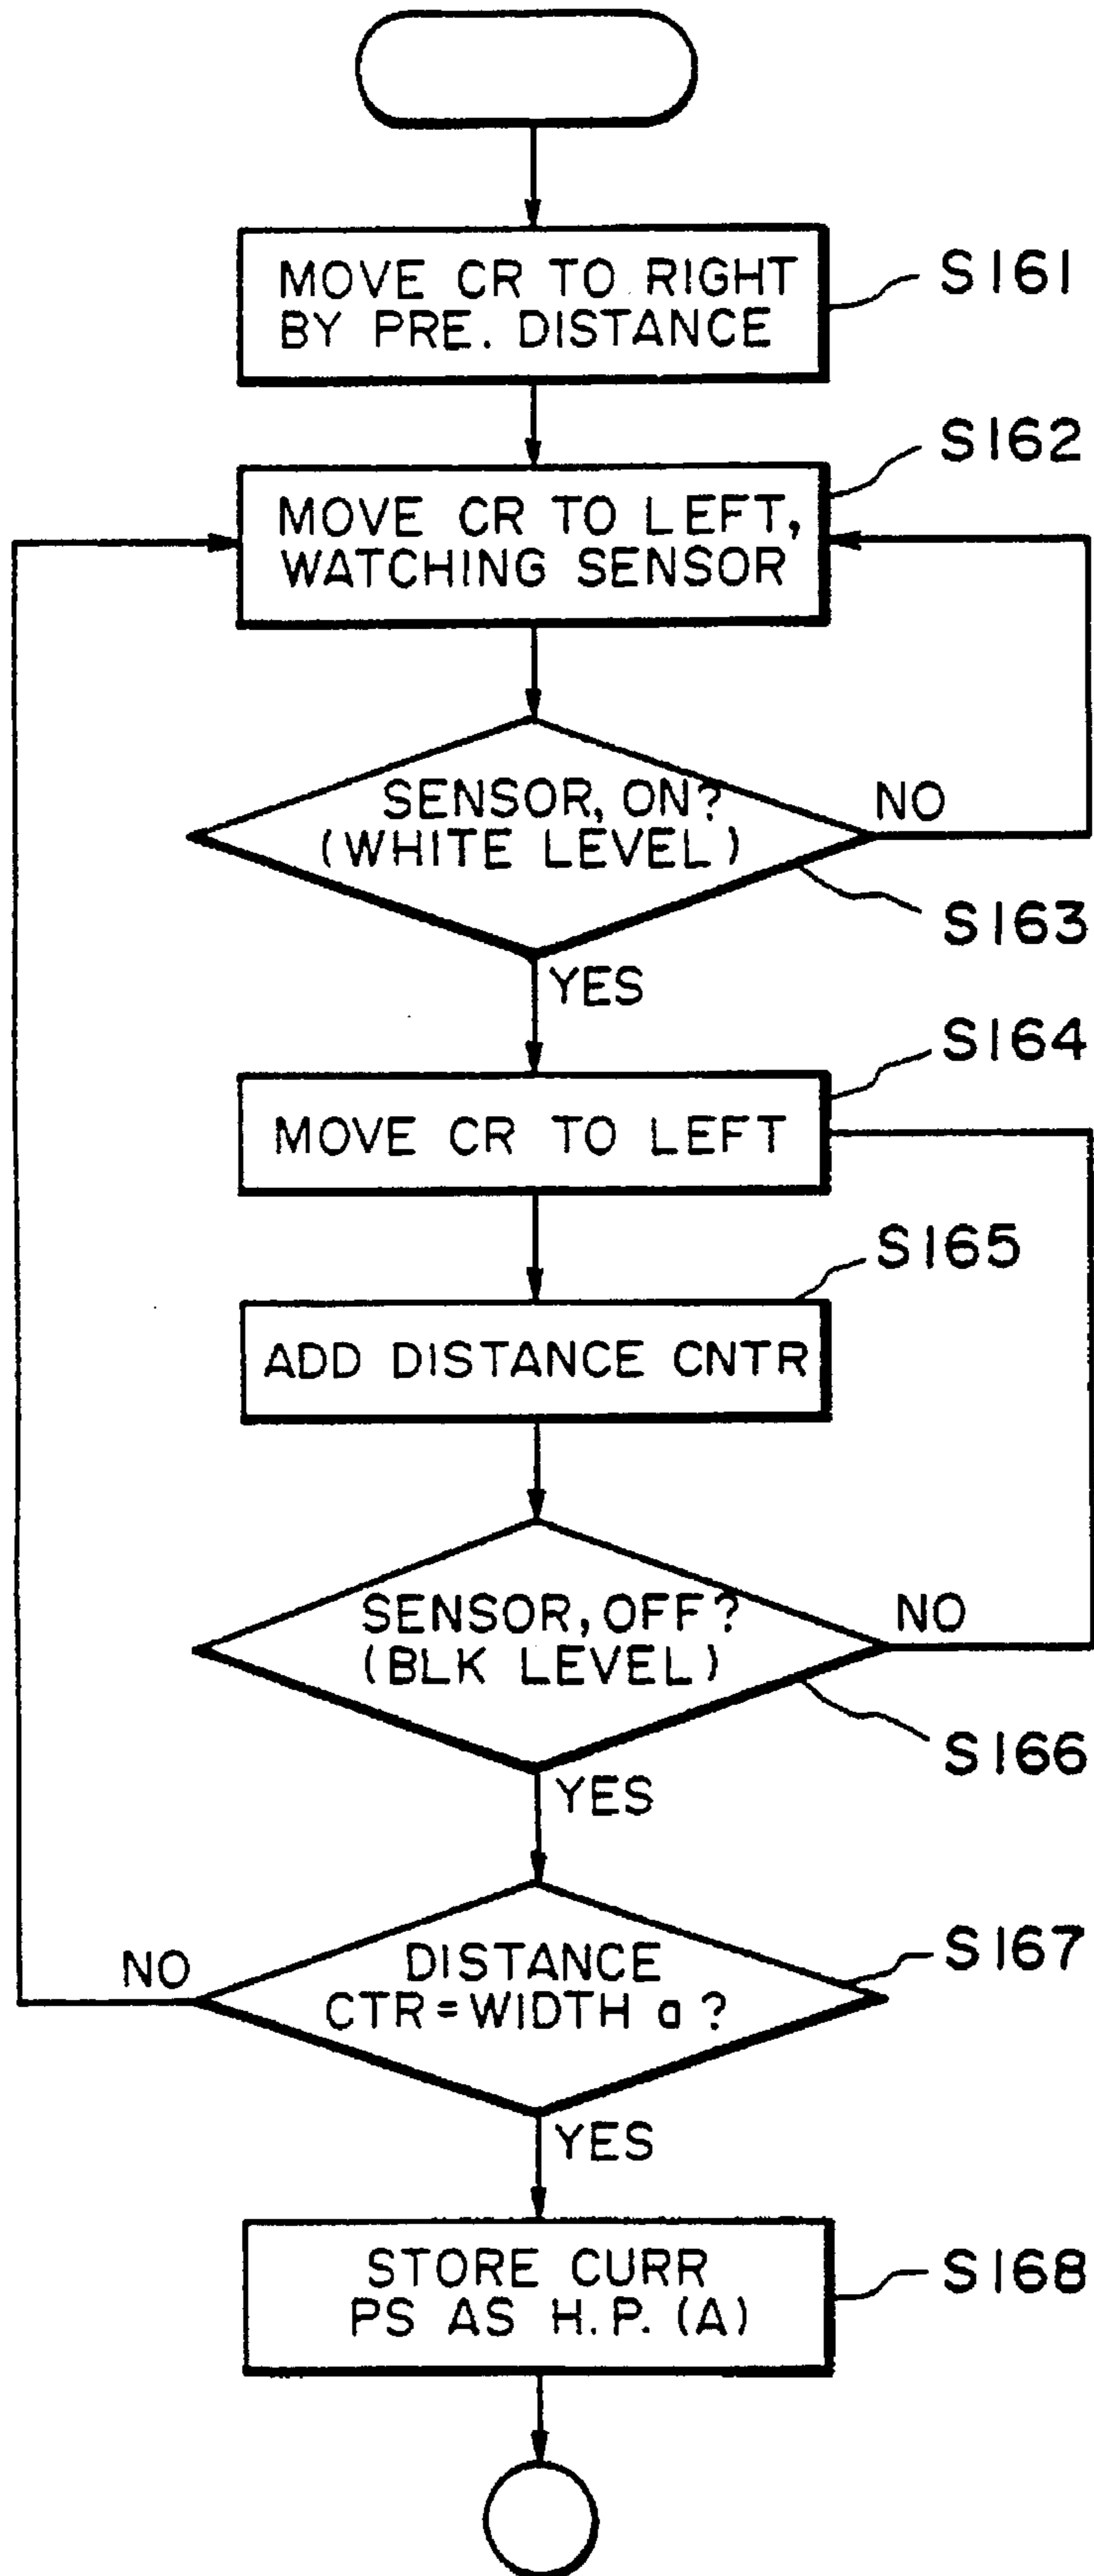 MOVE CR TO RIGHT
BY PRE. DISTANCE
S161
MOVE CR TO LEFT,
WATCHING SENSOR
S162
SENSOR, ON?
(WHITE LEVEL)
NO
S163
YES
MOVE CR TO LEFT
S164
ADD DISTANCE CNTR
S165
SENSOR, OFF?
(BLK LEVEL)
NO
S166
YES
DISTANCE
CTR=WIDTH a?
NO
S167
YES
STORE CURR
PS AS H.P. (A)
S168